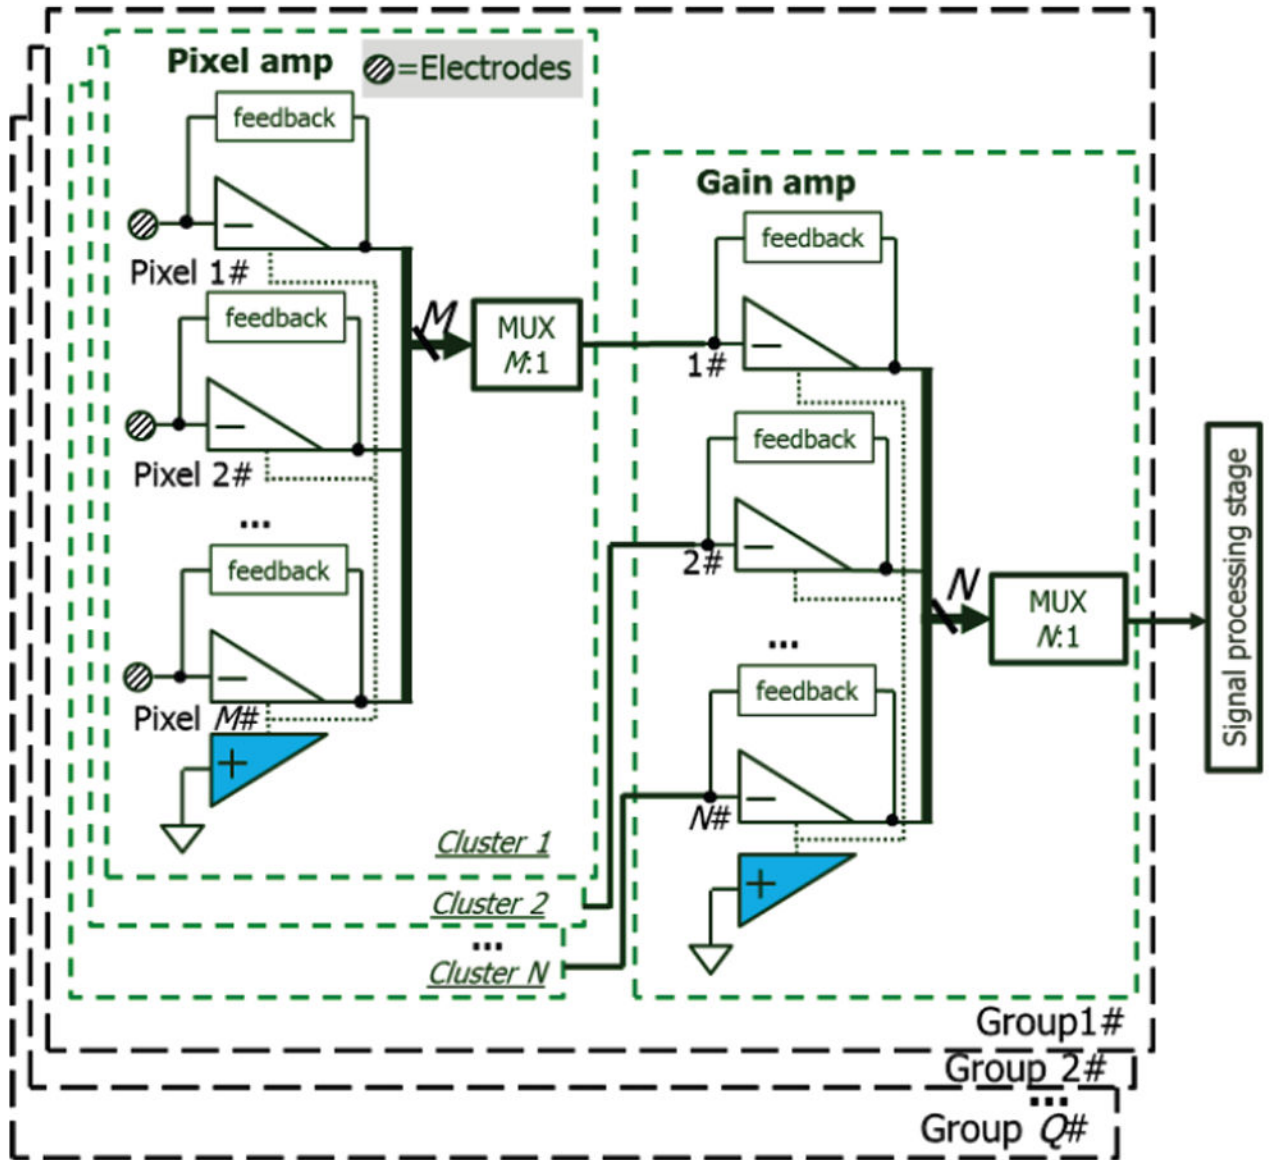 Pixel amp
=Electrodes
feedback
−
Pixel 1#
feedback
−
Pixel 2#
...
feedback
−
Pixel M#
+
M
MUX
M:1
Cluster 1
Cluster 2
...
Cluster N
Gain amp
feedback
−
1#
feedback
−
2#
...
feedback
−
N#
+
N
MUX
N:1
Signal processing stage
Group1#
Group 2#
...
Group Q#